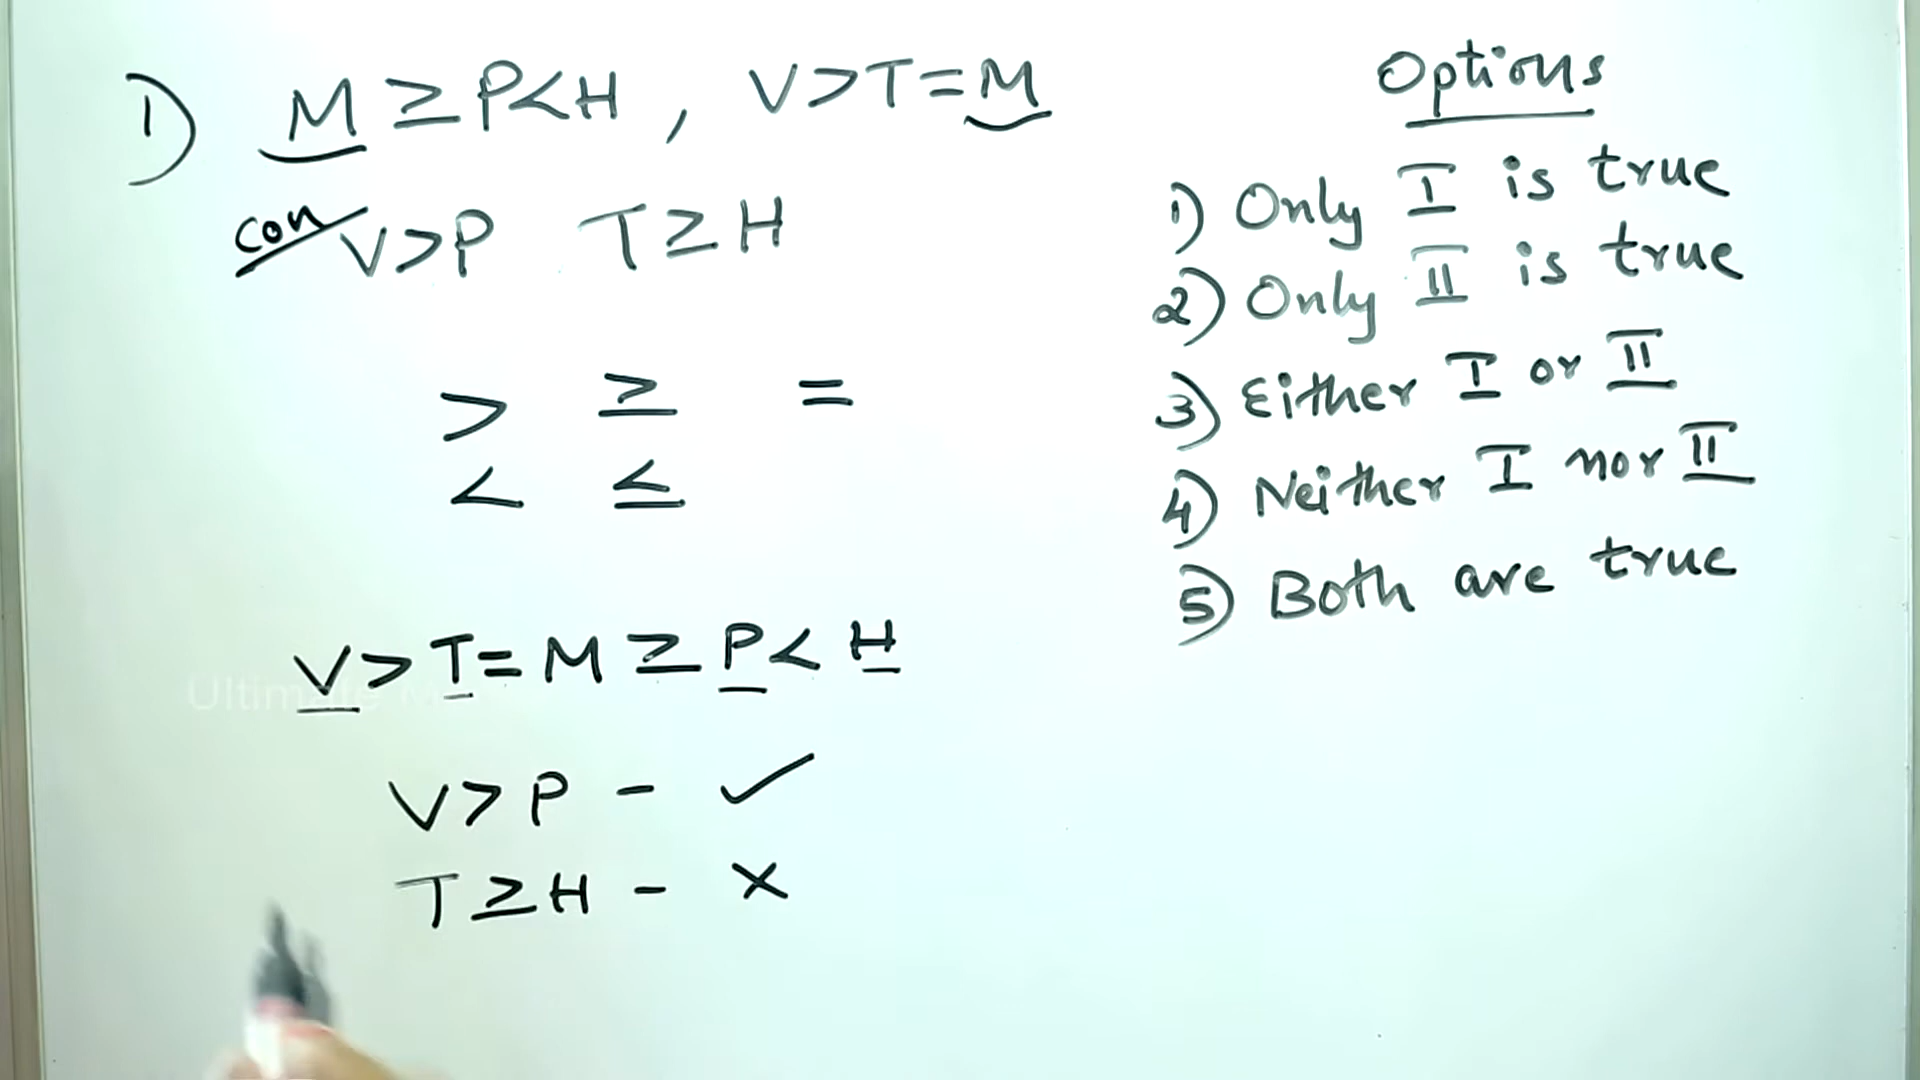 1) M ≥ P < H , V > T = M
con V > P T ≥ H
> ≥ =
< ≤
V > T = M ≥ P < H
V > P - ✓
T ≥ H - ×
Options
1) Only I is true
2) Only II is true
3) Either I or II
4) Neither I nor II
5) Both are true
Ultimate